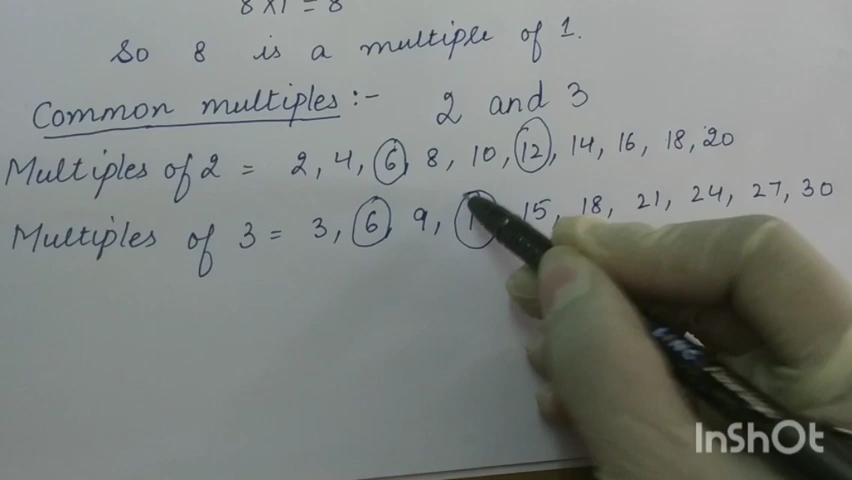 8 x 1 = 8
So 8 is a multiple of 1.
Common multiples :- 2 and 3
Multiples of 2 = 2, 4, 6, 8, 10, 12, 14, 16, 18, 20
Multiples of 3 = 3, 6, 9, 15, 18, 21, 24, 27, 30
InShOt